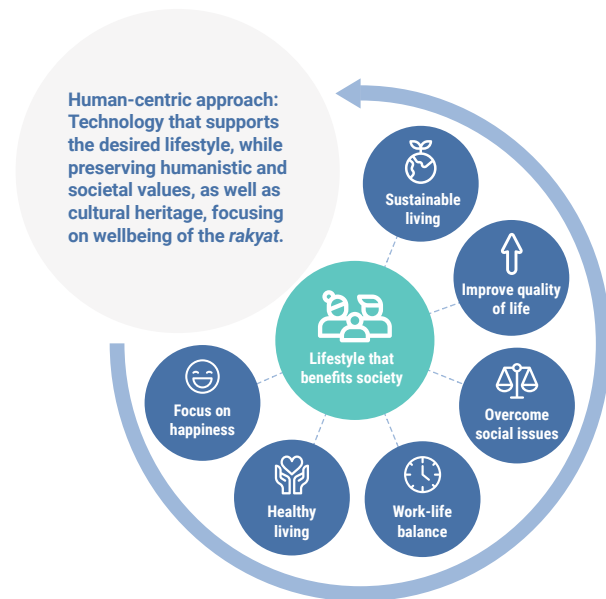 Human-centric approach:
Technology that supports
the desired lifestyle, while
preserving humanistic and
societal values, as well as
cultural heritage, focusing
on wellbeing of the rakyat.
Sustainable
living
Improve quality
of life
Lifestyle that
benefits society
Overcome
social issues
Focus on
happiness
Healthy
living
Work-life
balance